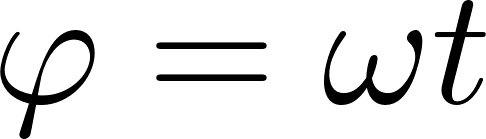 φ = ωt